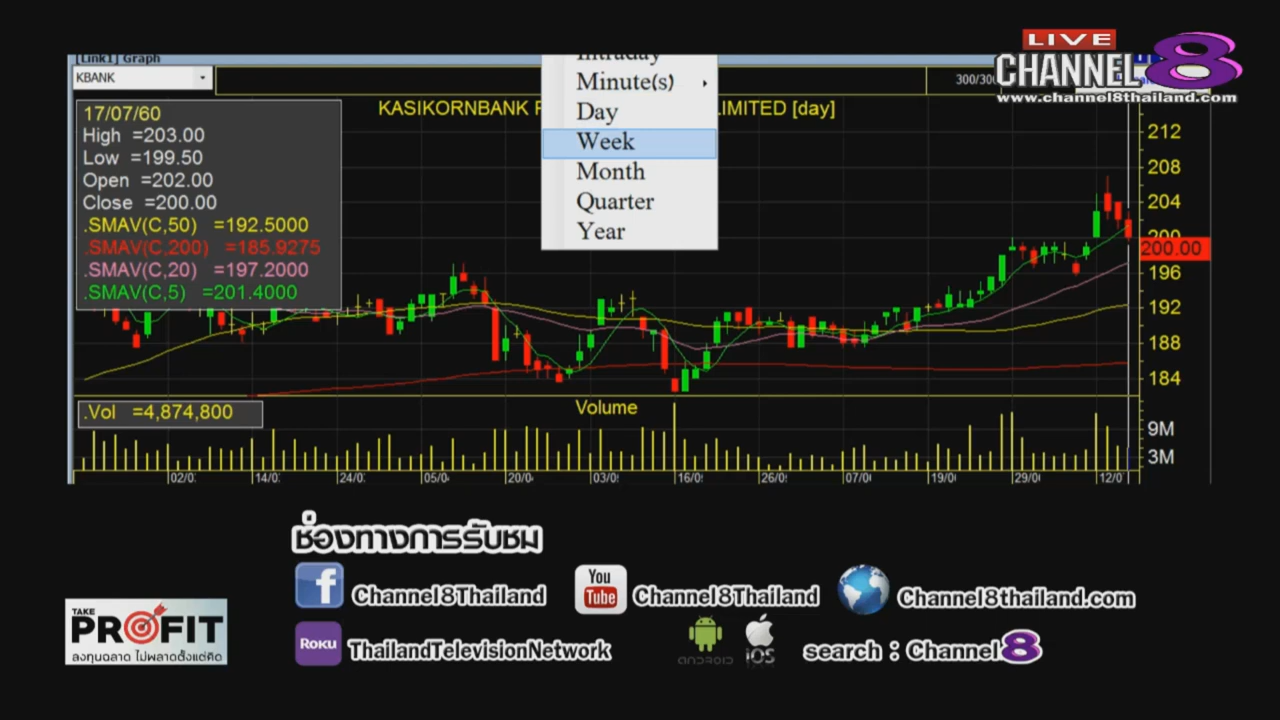 [Link1] Graph
KBANK
300/300
LIVE
CHANNEL 8
www.channel8thailand.com
KASIKORNBANK
LIMITED [day]
Intraday
Minute(s)
Day
Week
Month
Quarter
Year
17/07/60
High =203.00
Low =199.50
Open =202.00
Close =200.00
.SMAV(C,50) =192.5000
.SMAV(C,200) =185.9275
.SMAV(C,20) =197.2000
.SMAV(C,5) =201.4000
212
208
204
200
200.00
196
192
188
184
.Vol =4,874,800
Volume
9M
3M
02/0
14/0
24/0
05/0
20/0
03/0
16/0
26/0
07/0
19/0
29/0
12/0
ช่องทางการรับชม
f Channel8Thailand
You Tube Channel8Thailand
Channel8thailand.com
TAKE
PROFIT
ลงทุนฉลาด ไม่พลาดตั้งแต่คิด
Roku ThailandTelevisionNetwork
ANDROID
iOS
search : Channel8